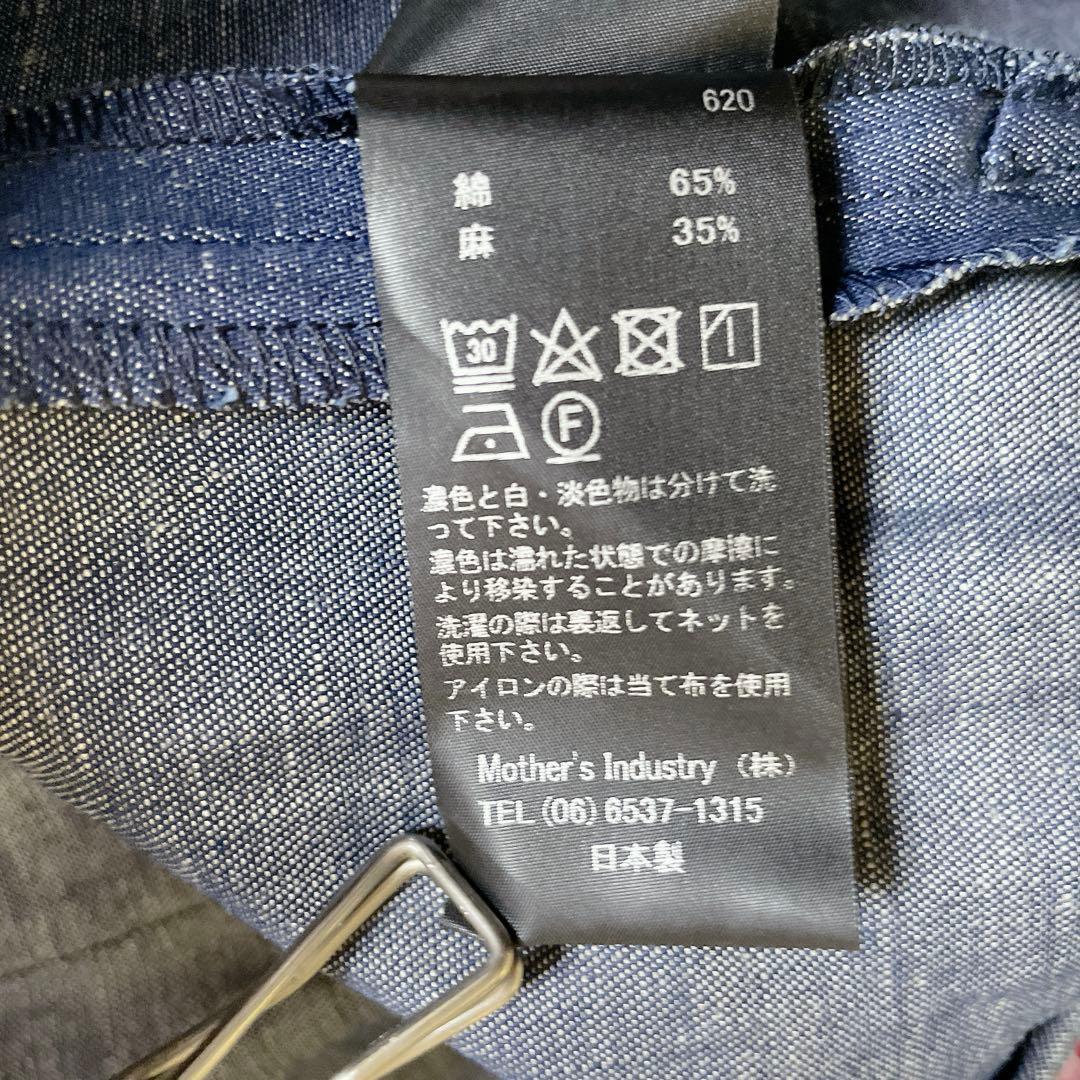 620
綿 65%
麻 35%
30
F
濃色と白・淡色物は分けて洗
って下さい。
濃色は濡れた状態での摩擦に
より移染することがあります。
洗濯の際は裏返してネットを
使用下さい。
アイロンの際は当て布を使用
下さい。
Mother's Industry (株)
TEL (06) 6537-1315
日本製